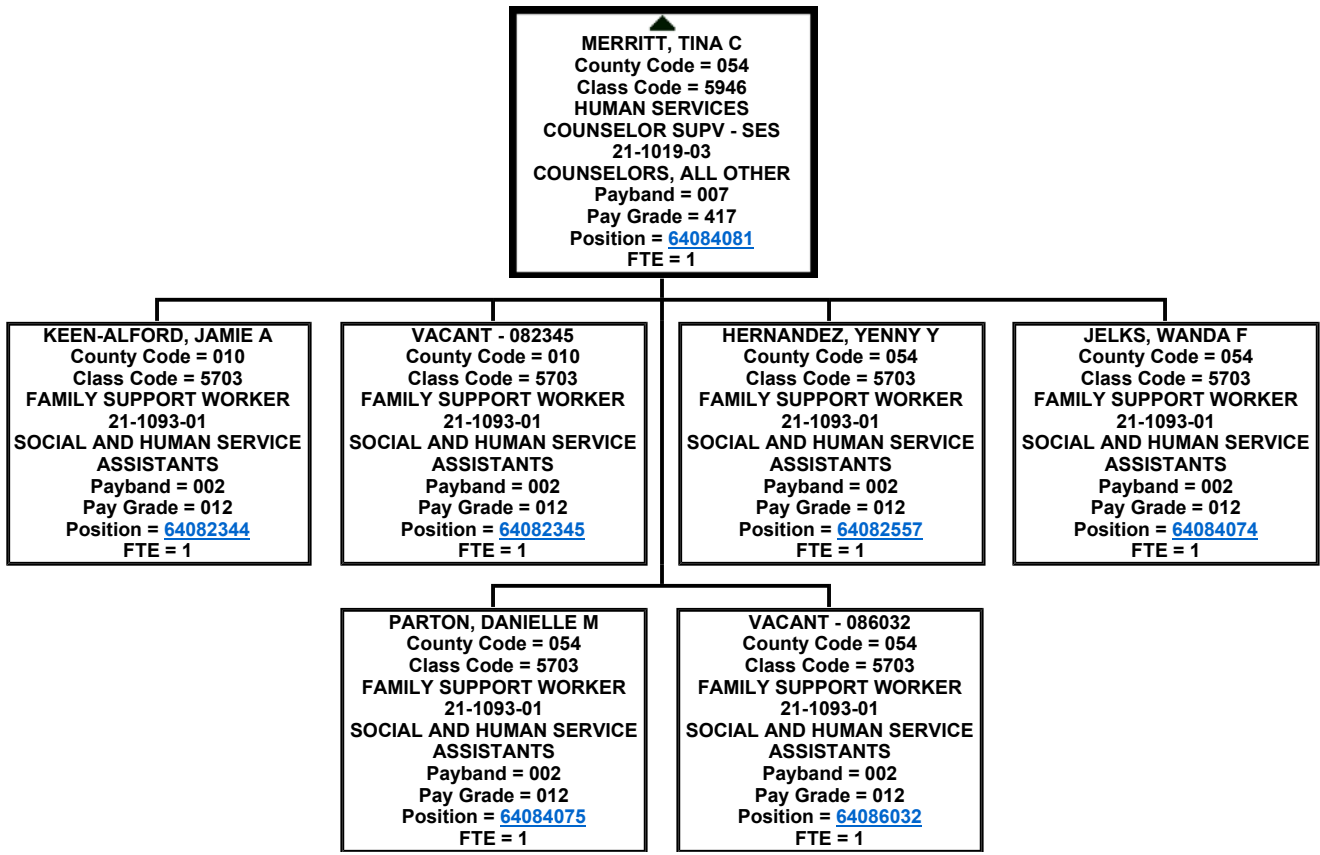 MERRITT, TINA C
County Code = 054
Class Code = 5946
HUMAN SERVICES
COUNSELOR SUPV - SES
21-1019-03
COUNSELORS, ALL OTHER
Payband = 007
Pay Grade = 417
Position = 64084081
FTE = 1
KEEN-ALFORD, JAMIE A
County Code = 010
Class Code = 5703
FAMILY SUPPORT WORKER
21-1093-01
SOCIAL AND HUMAN SERVICE
ASSISTANTS
Payband = 002
Pay Grade = 012
Position = 64082344
FTE = 1
VACANT - 082345
County Code = 010
Class Code = 5703
FAMILY SUPPORT WORKER
21-1093-01
SOCIAL AND HUMAN SERVICE
ASSISTANTS
Payband = 002
Pay Grade = 012
Position = 64082345
FTE = 1
HERNANDEZ, YENNY Y
County Code = 054
Class Code = 5703
FAMILY SUPPORT WORKER
21-1093-01
SOCIAL AND HUMAN SERVICE
ASSISTANTS
Payband = 002
Pay Grade = 012
Position = 64082557
FTE = 1
JELKS, WANDA F
County Code = 054
Class Code = 5703
FAMILY SUPPORT WORKER
21-1093-01
SOCIAL AND HUMAN SERVICE
ASSISTANTS
Payband = 002
Pay Grade = 012
Position = 64084074
FTE = 1
PARTON, DANIELLE M
County Code = 054
Class Code = 5703
FAMILY SUPPORT WORKER
21-1093-01
SOCIAL AND HUMAN SERVICE
ASSISTANTS
Payband = 002
Pay Grade = 012
Position = 64084075
FTE = 1
VACANT - 086032
County Code = 054
Class Code = 5703
FAMILY SUPPORT WORKER
21-1093-01
SOCIAL AND HUMAN SERVICE
ASSISTANTS
Payband = 002
Pay Grade = 012
Position = 64086032
FTE = 1